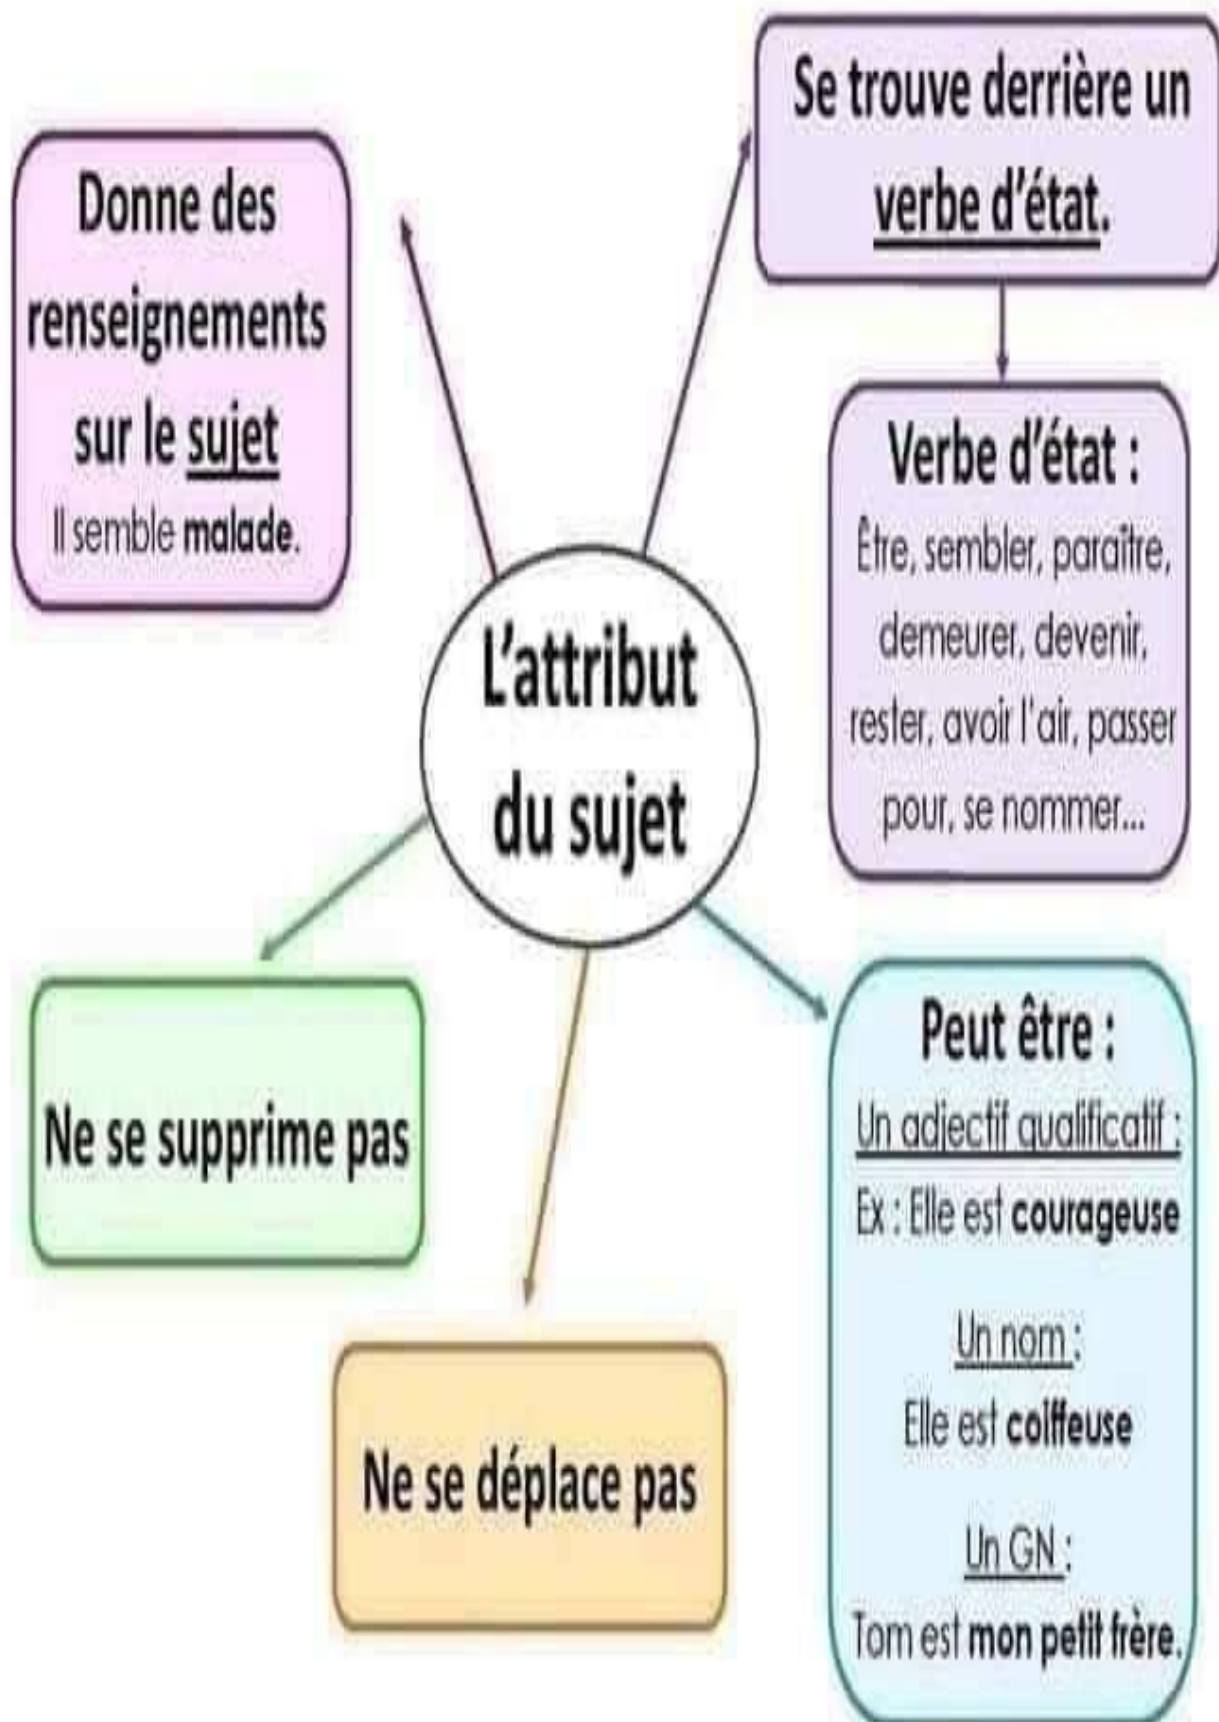 Se trouve derrière un
verbe d'état.
Donne des
renseignements
sur le sujet
Il semble malade.
Verbe d'état :
Être, sembler, paraître,
demeurer, devenir,
rester, avoir l'air, passer
pour, se nommer...
L'attribut
du sujet
Ne se supprime pas
Ne se déplace pas
Peut être :
Un adjectif qualificatif :
Ex : Elle est courageuse
Un nom :
Elle est coiffeuse
Un GN :
Tom est mon petit frère.